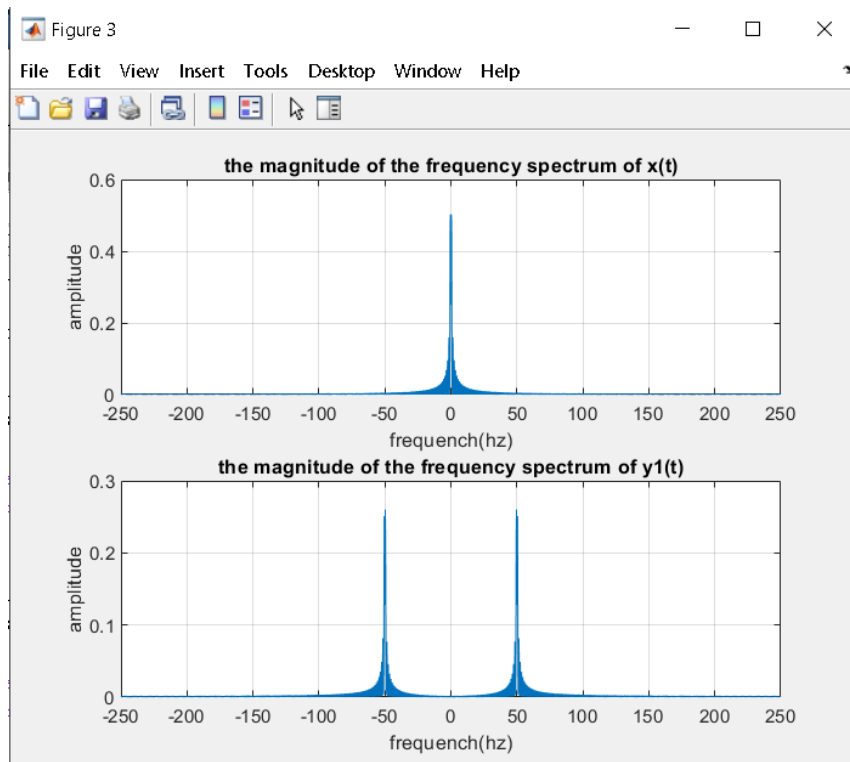 Figure 3
File Edit View Insert Tools Desktop Window Help
the magnitude of the frequency spectrum of x(t)
0.6
0.4
0.2
0
amplitude
-250 -200 -150 -100 -50 0 50 100 150 200 250
frequench(hz)
the magnitude of the frequency spectrum of y1(t)
0.3
0.2
0.1
0
amplitude
-250 -200 -150 -100 -50 0 50 100 150 200 250
frequench(hz)